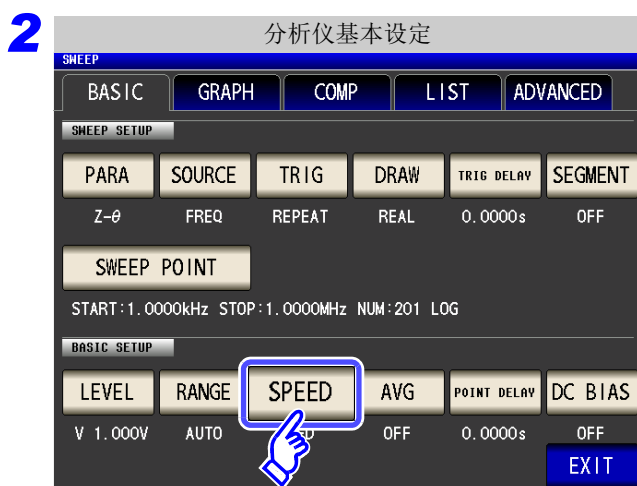 2
分析仪基本设定
SWEEP
BASIC GRAPH COMP LIST ADVANCED
SWEEP SETUP
PARA SOURCE TRIG DRAW TRIG DELAY SEGMENT
Z-θ FREQ REPEAT REAL 0.0000s OFF
SWEEP POINT
START:1.0000kHz STOP:1.0000MHz NUM:201 LOG
BASIC SETUP
LEVEL RANGE SPEED AVG POINT DELAY DC BIAS
V 1.000V AUTO OFF 0.0000s OFF
EXIT